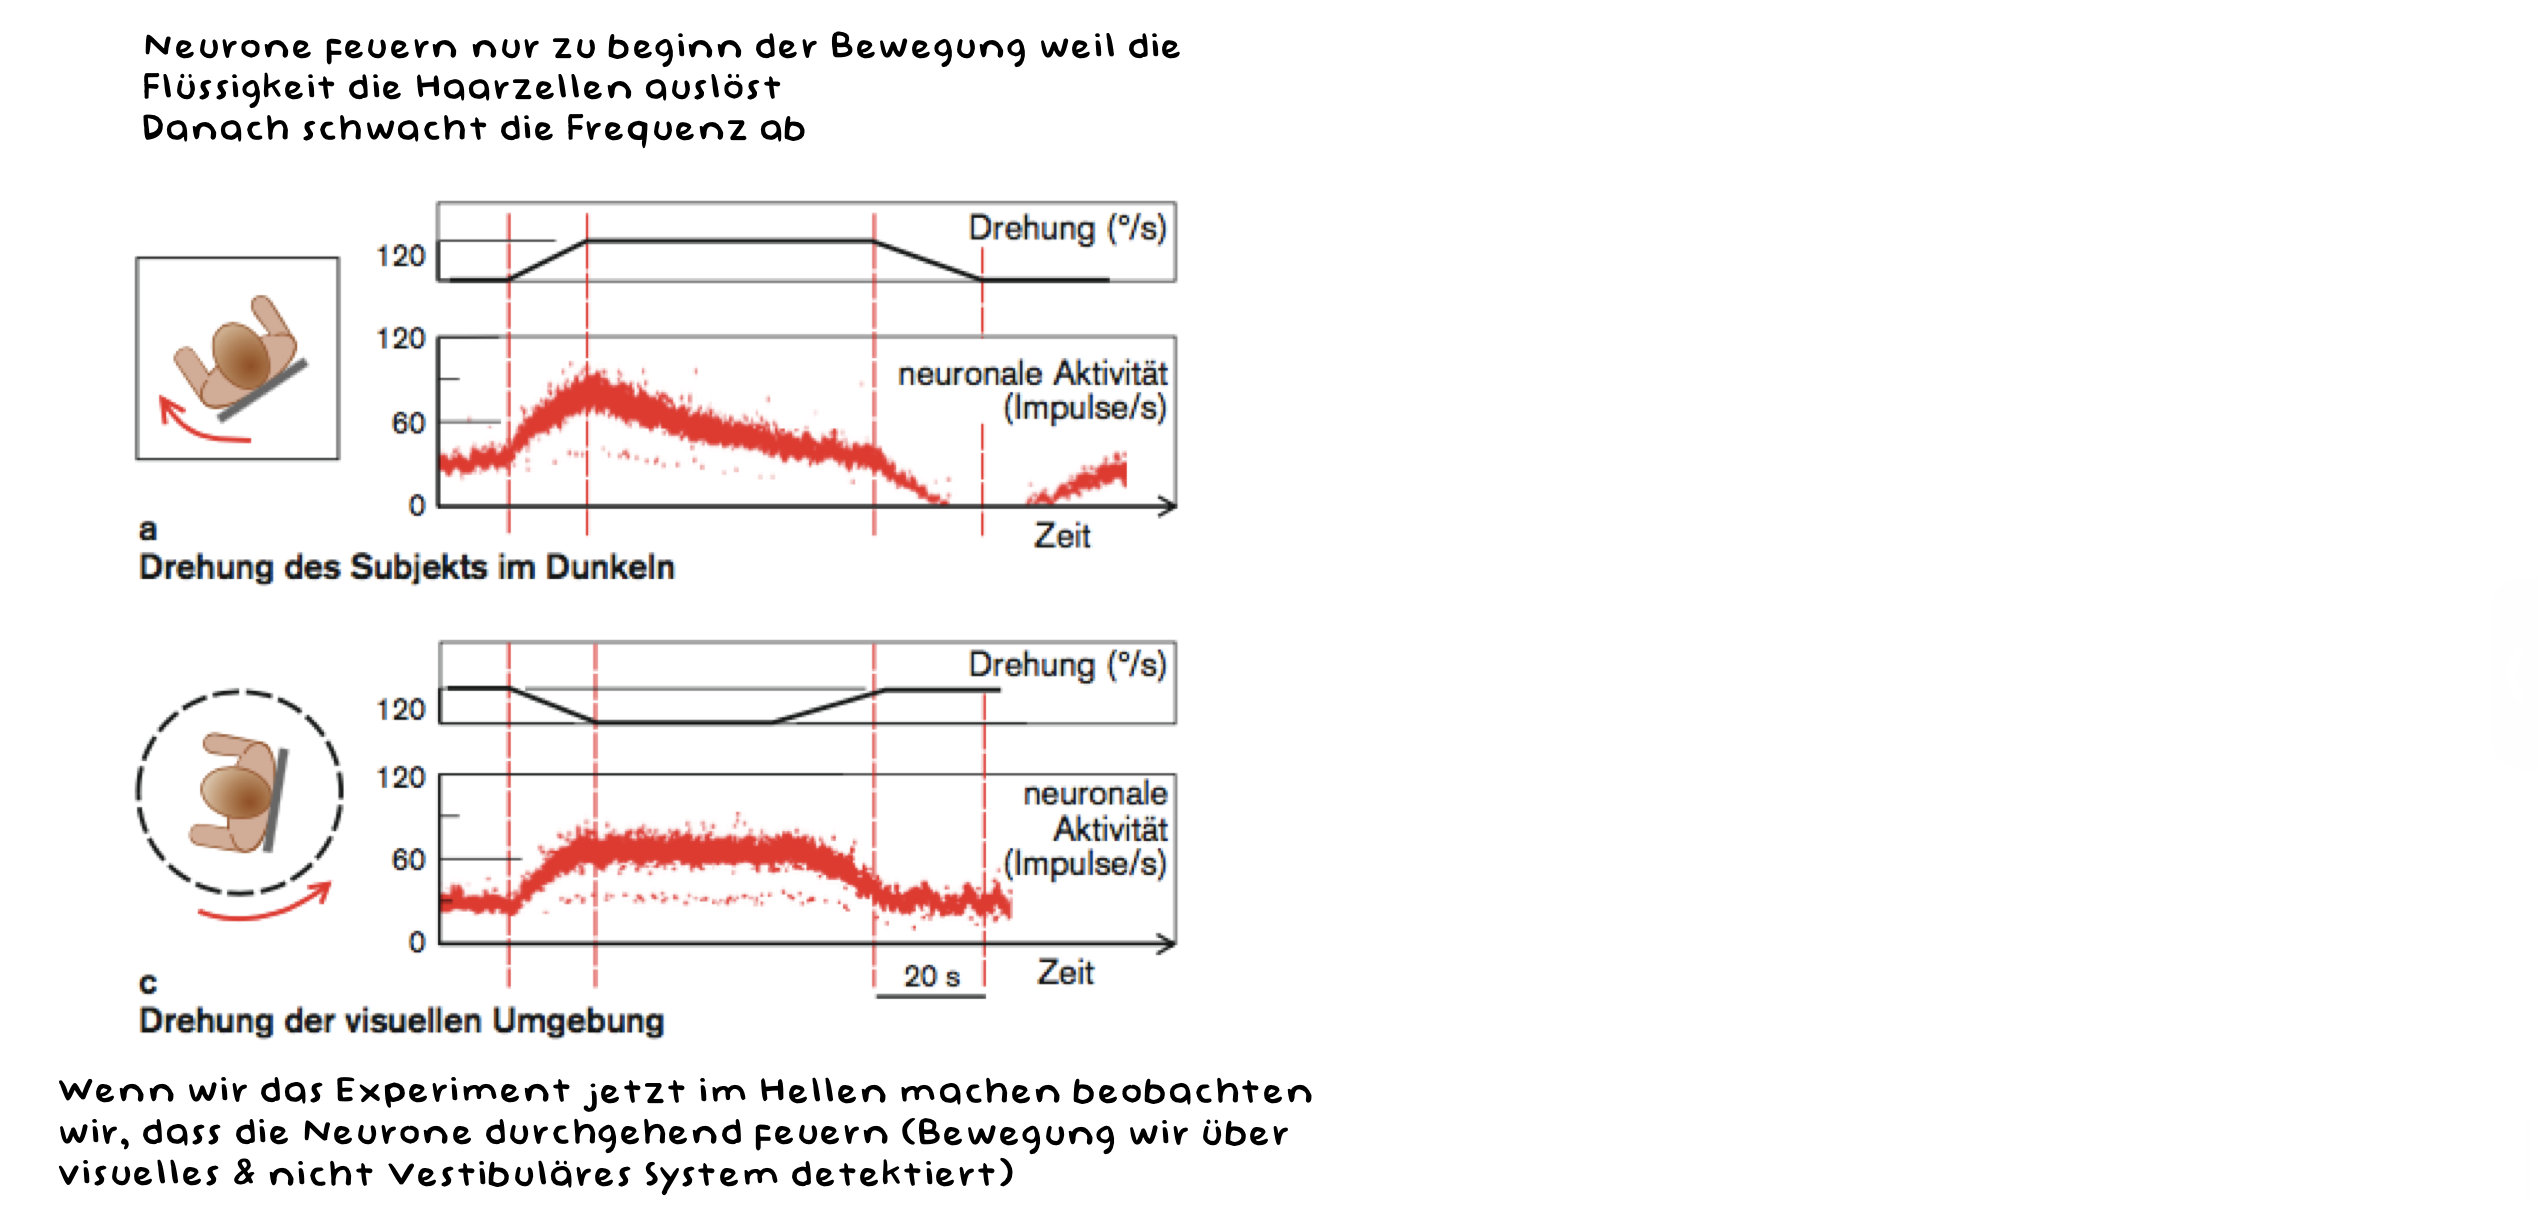 Neurone feuern nur zu beginn der Bewegung weil die
Flüssigkeit die Haarzellen auslöst
Danach schwacht die Frequenz ab
Drehung (°/s)
120
120
neuronale Aktivität
(Impulse/s)
60
0
Zeit
a
Drehung des Subjekts im Dunkeln
Drehung (°/s)
120
120
neuronale
Aktivität
(Impulse/s)
60
0
20 s
Zeit
c
Drehung der visuellen Umgebung
Wenn wir das Experiment jetzt im Hellen machen beobachten
wir, dass die Neurone durchgehend feuern (Bewegung wir über
visuelles & nicht Vestibuläres System detektiert)